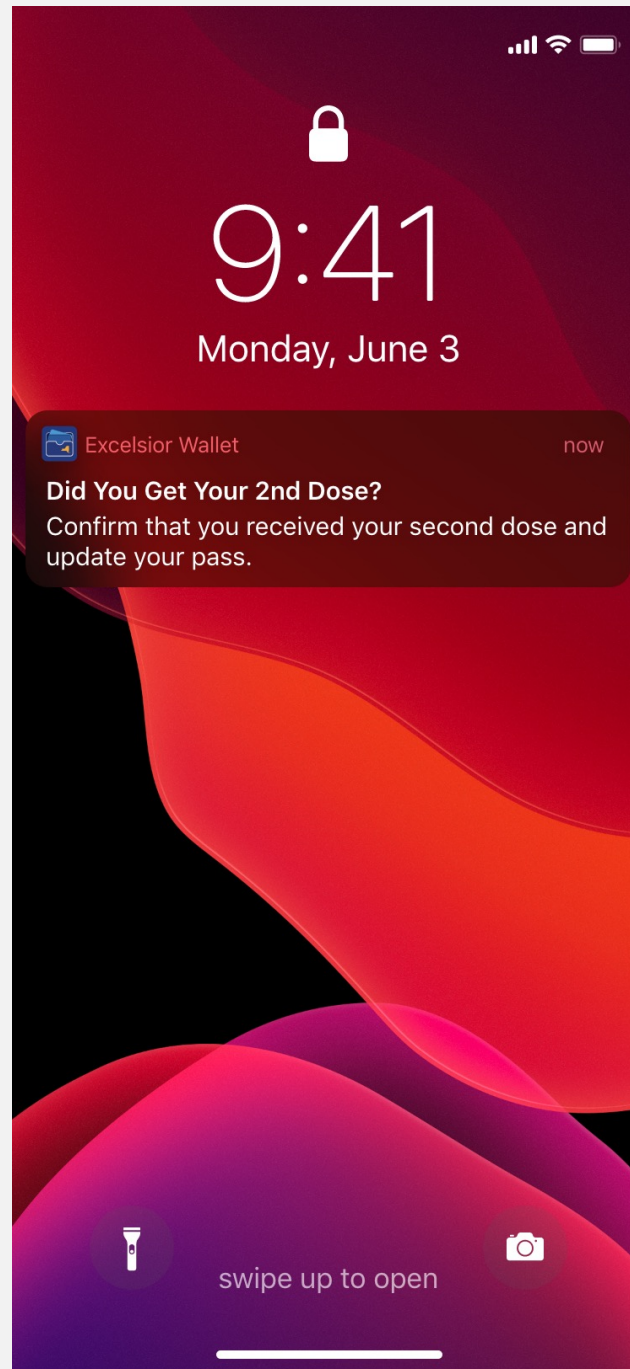 9:41
Monday, June 3
Excelsior Wallet now
Did You Get Your 2nd Dose?
Confirm that you received your second dose and
update your pass.
swipe up to open